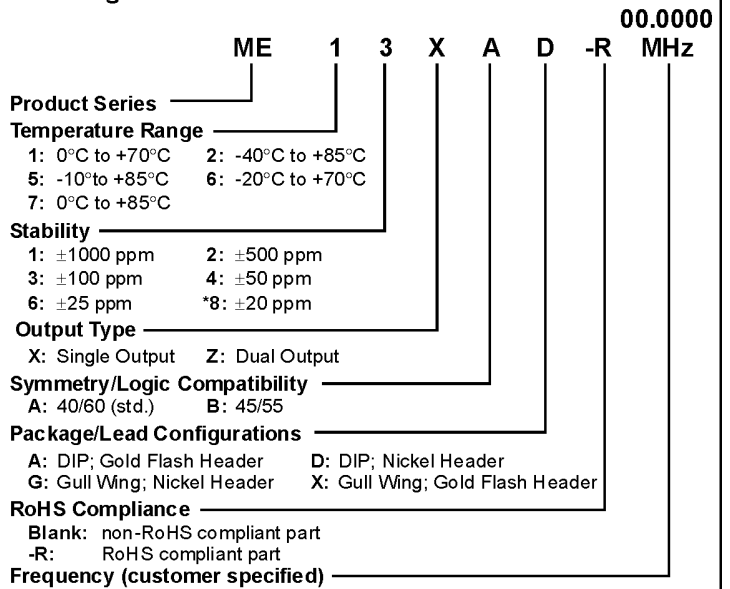 00.0000
ME 1 3 X A D -R MHz
Product Series
Temperature Range
1: 0°C to +70°C 2: -40°C to +85°C
5: -10°to +85°C 6: -20°C to +70°C
7: 0°C to +85°C
Stability
1: ±1000 ppm 2: ±500 ppm
3: ±100 ppm 4: ±50 ppm
6: ±25 ppm *8: ±20 ppm
Output Type
X: Single Output Z: Dual Output
Symmetry/Logic Compatibility
A: 40/60 (std.) B: 45/55
Package/Lead Configurations
A: DIP; Gold Flash Header D: DIP; Nickel Header
G: Gull Wing; Nickel Header X: Gull Wing; Gold Flash Header
RoHS Compliance
Blank: non-RoHS compliant part
-R: RoHS compliant part
Frequency (customer specified)